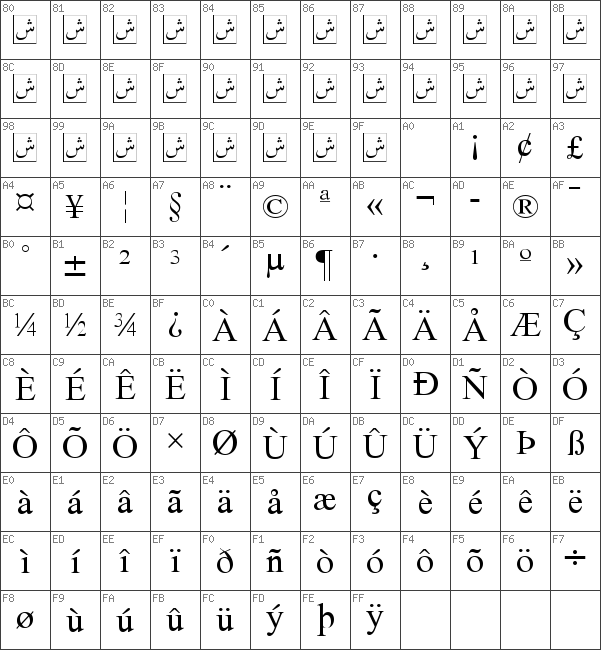 80 81 82 83 84 85 86 87 88 89 8A 8B
ش ش ش ش ش ش ش ش ش ش ش ش
8C 8D 8E 8F 90 91 92 93 94 95 96 97
ش ش ش ش ش ش ش ش ش ش ش ش
98 99 9A 9B 9C 9D 9E 9F A0 A1 A2 A3
ش ش ش ش ش ش ش ش ¡ ¢ £
A4 A5 A6 A7 A8 A9 AA AB AC AD AE AF
¤ ¥ ¦ § ¨ © ª « ¬ - ® ¯
B0 B1 B2 B3 B4 B5 B6 B7 B8 B9 BA BB
° ± ² ³ ´ µ ¶ · ¸ ¹ º »
BC BD BE BF C0 C1 C2 C3 C4 C5 C6 C7
¼ ½ ¾ ¿ À Á Â Ã Ä Å Æ Ç
C8 C9 CA CB CC CD CE CF D0 D1 D2 D3
È É Ê Ë Ì Í Î Ï Ð Ñ Ò Ó
D4 D5 D6 D7 D8 D9 DA DB DC DD DE DF
Ô Õ Ö × Ø Ù Ú Û Ü Ý Þ ß
E0 E1 E2 E3 E4 E5 E6 E7 E8 E9 EA EB
à á â ã ä å æ ç è é ê ë
EC ED EE EF F0 F1 F2 F3 F4 F5 F6 F7
ì í î ï ð ñ ò ó ô õ ö ÷
F8 F9 FA FB FC FD FE FF
ø ù ú û ü ý þ ÿ